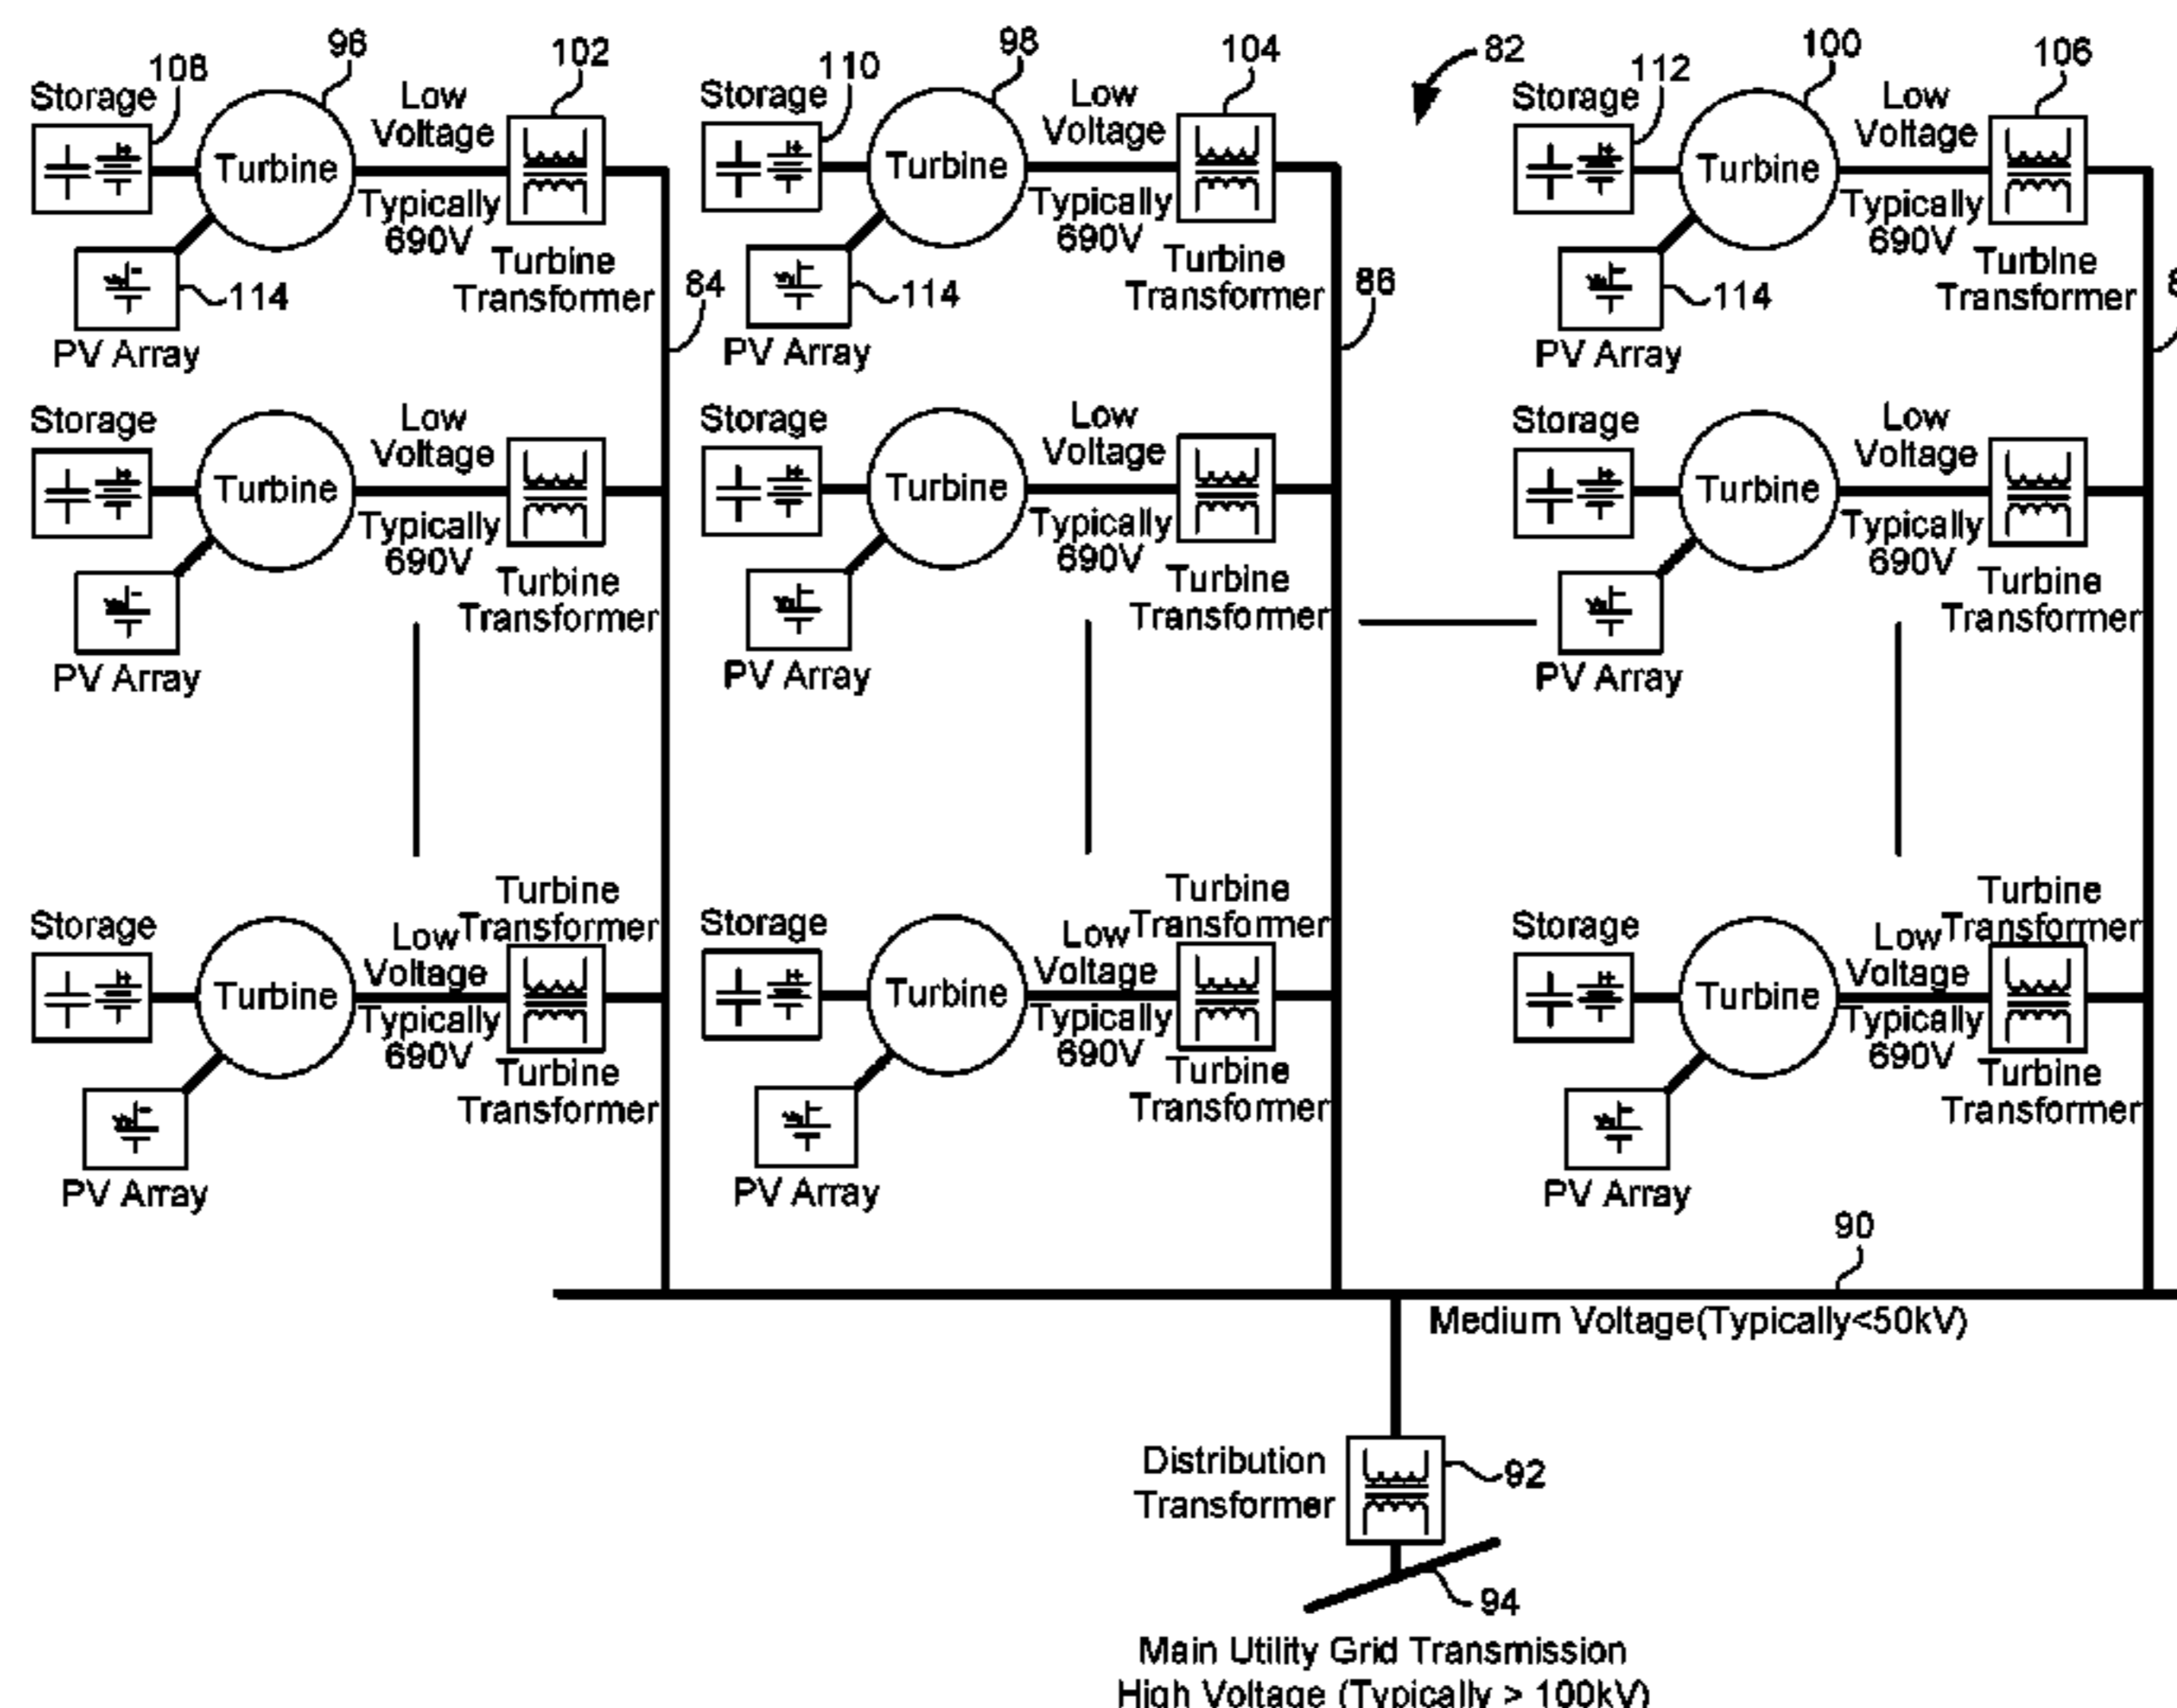 96
102
98
104
82
100
106
108
110
112
Storage
Low
Voltage
Storage
Low
Voltage
Storage
Low
Voltage
Turbine
Turbine
Turbine
Typically
690V
Typically
690V
Typically
690V
Turbine
Transformer
Turbine
Transformer
Turbine
Transformer
114
84
114
86
114
PV Array
PV Array
PV Array
Storage
Low
Voltage
Storage
Low
Voltage
Storage
Low
Voltage
Turbine
Turbine
Turbine
Typically
690V
Typically
690V
Typically
690V
Turbine
Transformer
Turbine
Transformer
Turbine
Transformer
PV Array
PV Array
PV Array
Turbine
Transformer
Turbine
Transformer
Turbine
Transformer
Storage
Low
Voltage
Storage
Low
Voltage
Storage
Low
Voltage
Turbine
Turbine
Turbine
Typically
690V
Typically
690V
Typically
690V
Turbine
Transformer
Turbine
Transformer
Turbine
Transformer
PV Array
PV Array
PV Array
90
Medium Voltage(Typically<50kV)
Distribution
Transformer
92
94
Main Utility Grid Transmission
High Voltage (Typically > 100kV)